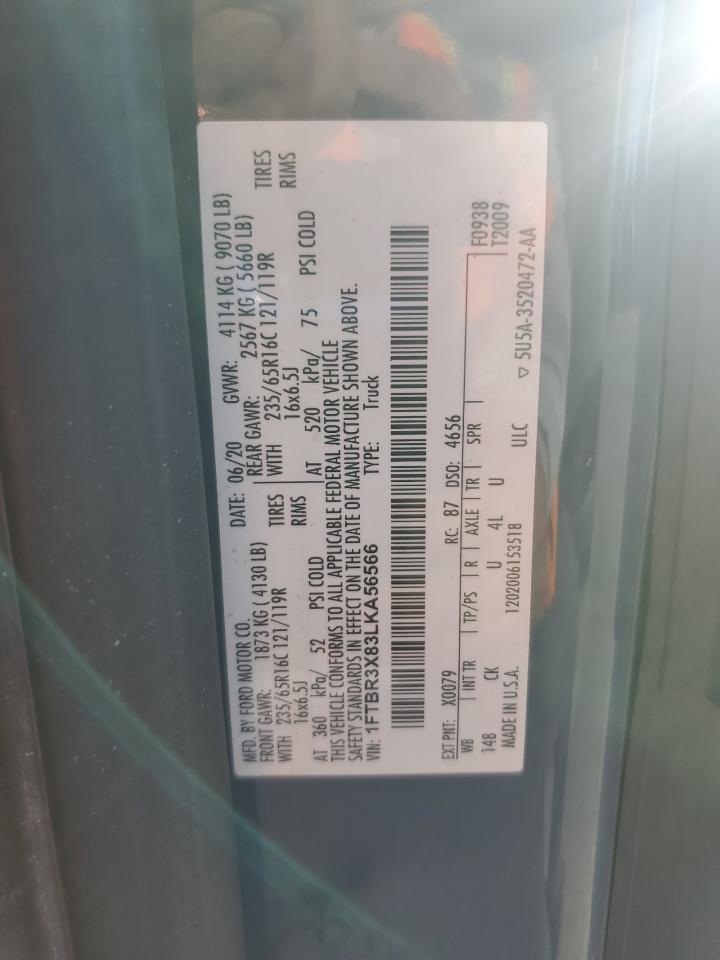 MFD. BY FORD MOTOR CO. DATE: 06/20 GVWR: 4114 KG ( 9070 LB)
FRONT GAWR: 1873 KG ( 4130 LB) REAR GAWR: 2567 KG ( 5660 LB)
WITH 235/65R16C 121/119R TIRES WITH 235/65R16C 121/119R TIRES
16x6.5J RIMS 16x6.5J RIMS
AT 360 kPa/ 52 PSI COLD AT 520 kPa/ 75 PSI COLD
THIS VEHICLE CONFORMS TO ALL APPLICABLE FEDERAL MOTOR VEHICLE
SAFETY STANDARDS IN EFFECT ON THE DATE OF MANUFACTURE SHOWN ABOVE.
VIN: 1FTBR3X83LKA56566 TYPE: Truck
EXT PNT: X0079 RC: 87 DSO: 4656 F0938
WB INT TR TP/PS R AXLE TR SPR T2009
148 CK U 4L U
MADE IN U.S.A. 1202006153518 ULC ▽ 5U5A-3520472-AA